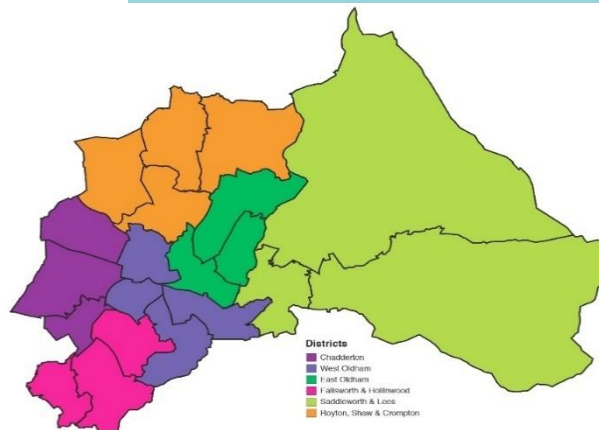 Districts
Chadderton
West Oldham
East Oldham
Failsworth & Hollinwood
Saddleworth & Lees
Royton, Shaw & Crompton